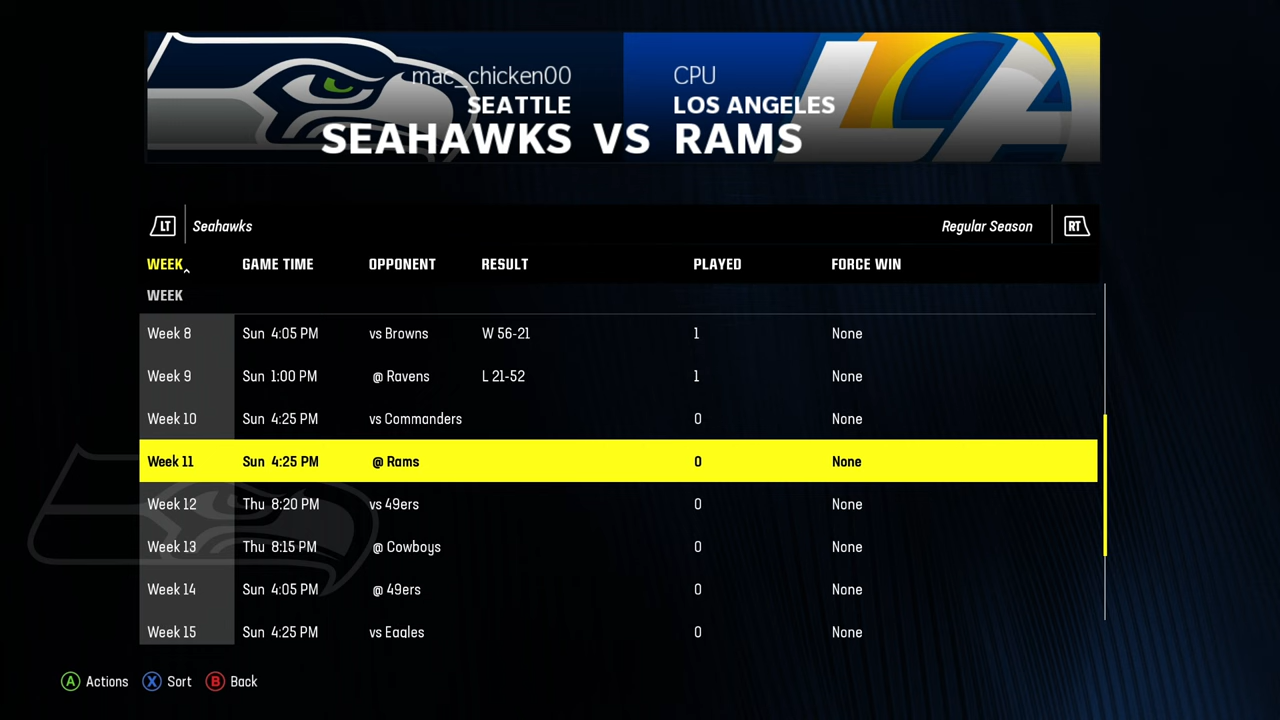 mac_chicken00 CPU
SEATTLE LOS ANGELES
SEAHAWKS VS RAMS
LT Seahawks Regular Season RT
WEEK GAME TIME OPPONENT RESULT PLAYED FORCE WIN
WEEK
Week 8 Sun 4:05 PM vs Browns W 56-21 1 None
Week 9 Sun 1:00 PM @ Ravens L 21-52 1 None
Week 10 Sun 4:25 PM vs Commanders 0 None
Week 11 Sun 4:25 PM @ Rams 0 None
Week 12 Thu 8:20 PM vs 49ers 0 None
Week 13 Thu 8:15 PM @ Cowboys 0 None
Week 14 Sun 4:05 PM @ 49ers 0 None
Week 15 Sun 4:25 PM vs Eagles 0 None
A Actions X Sort B Back